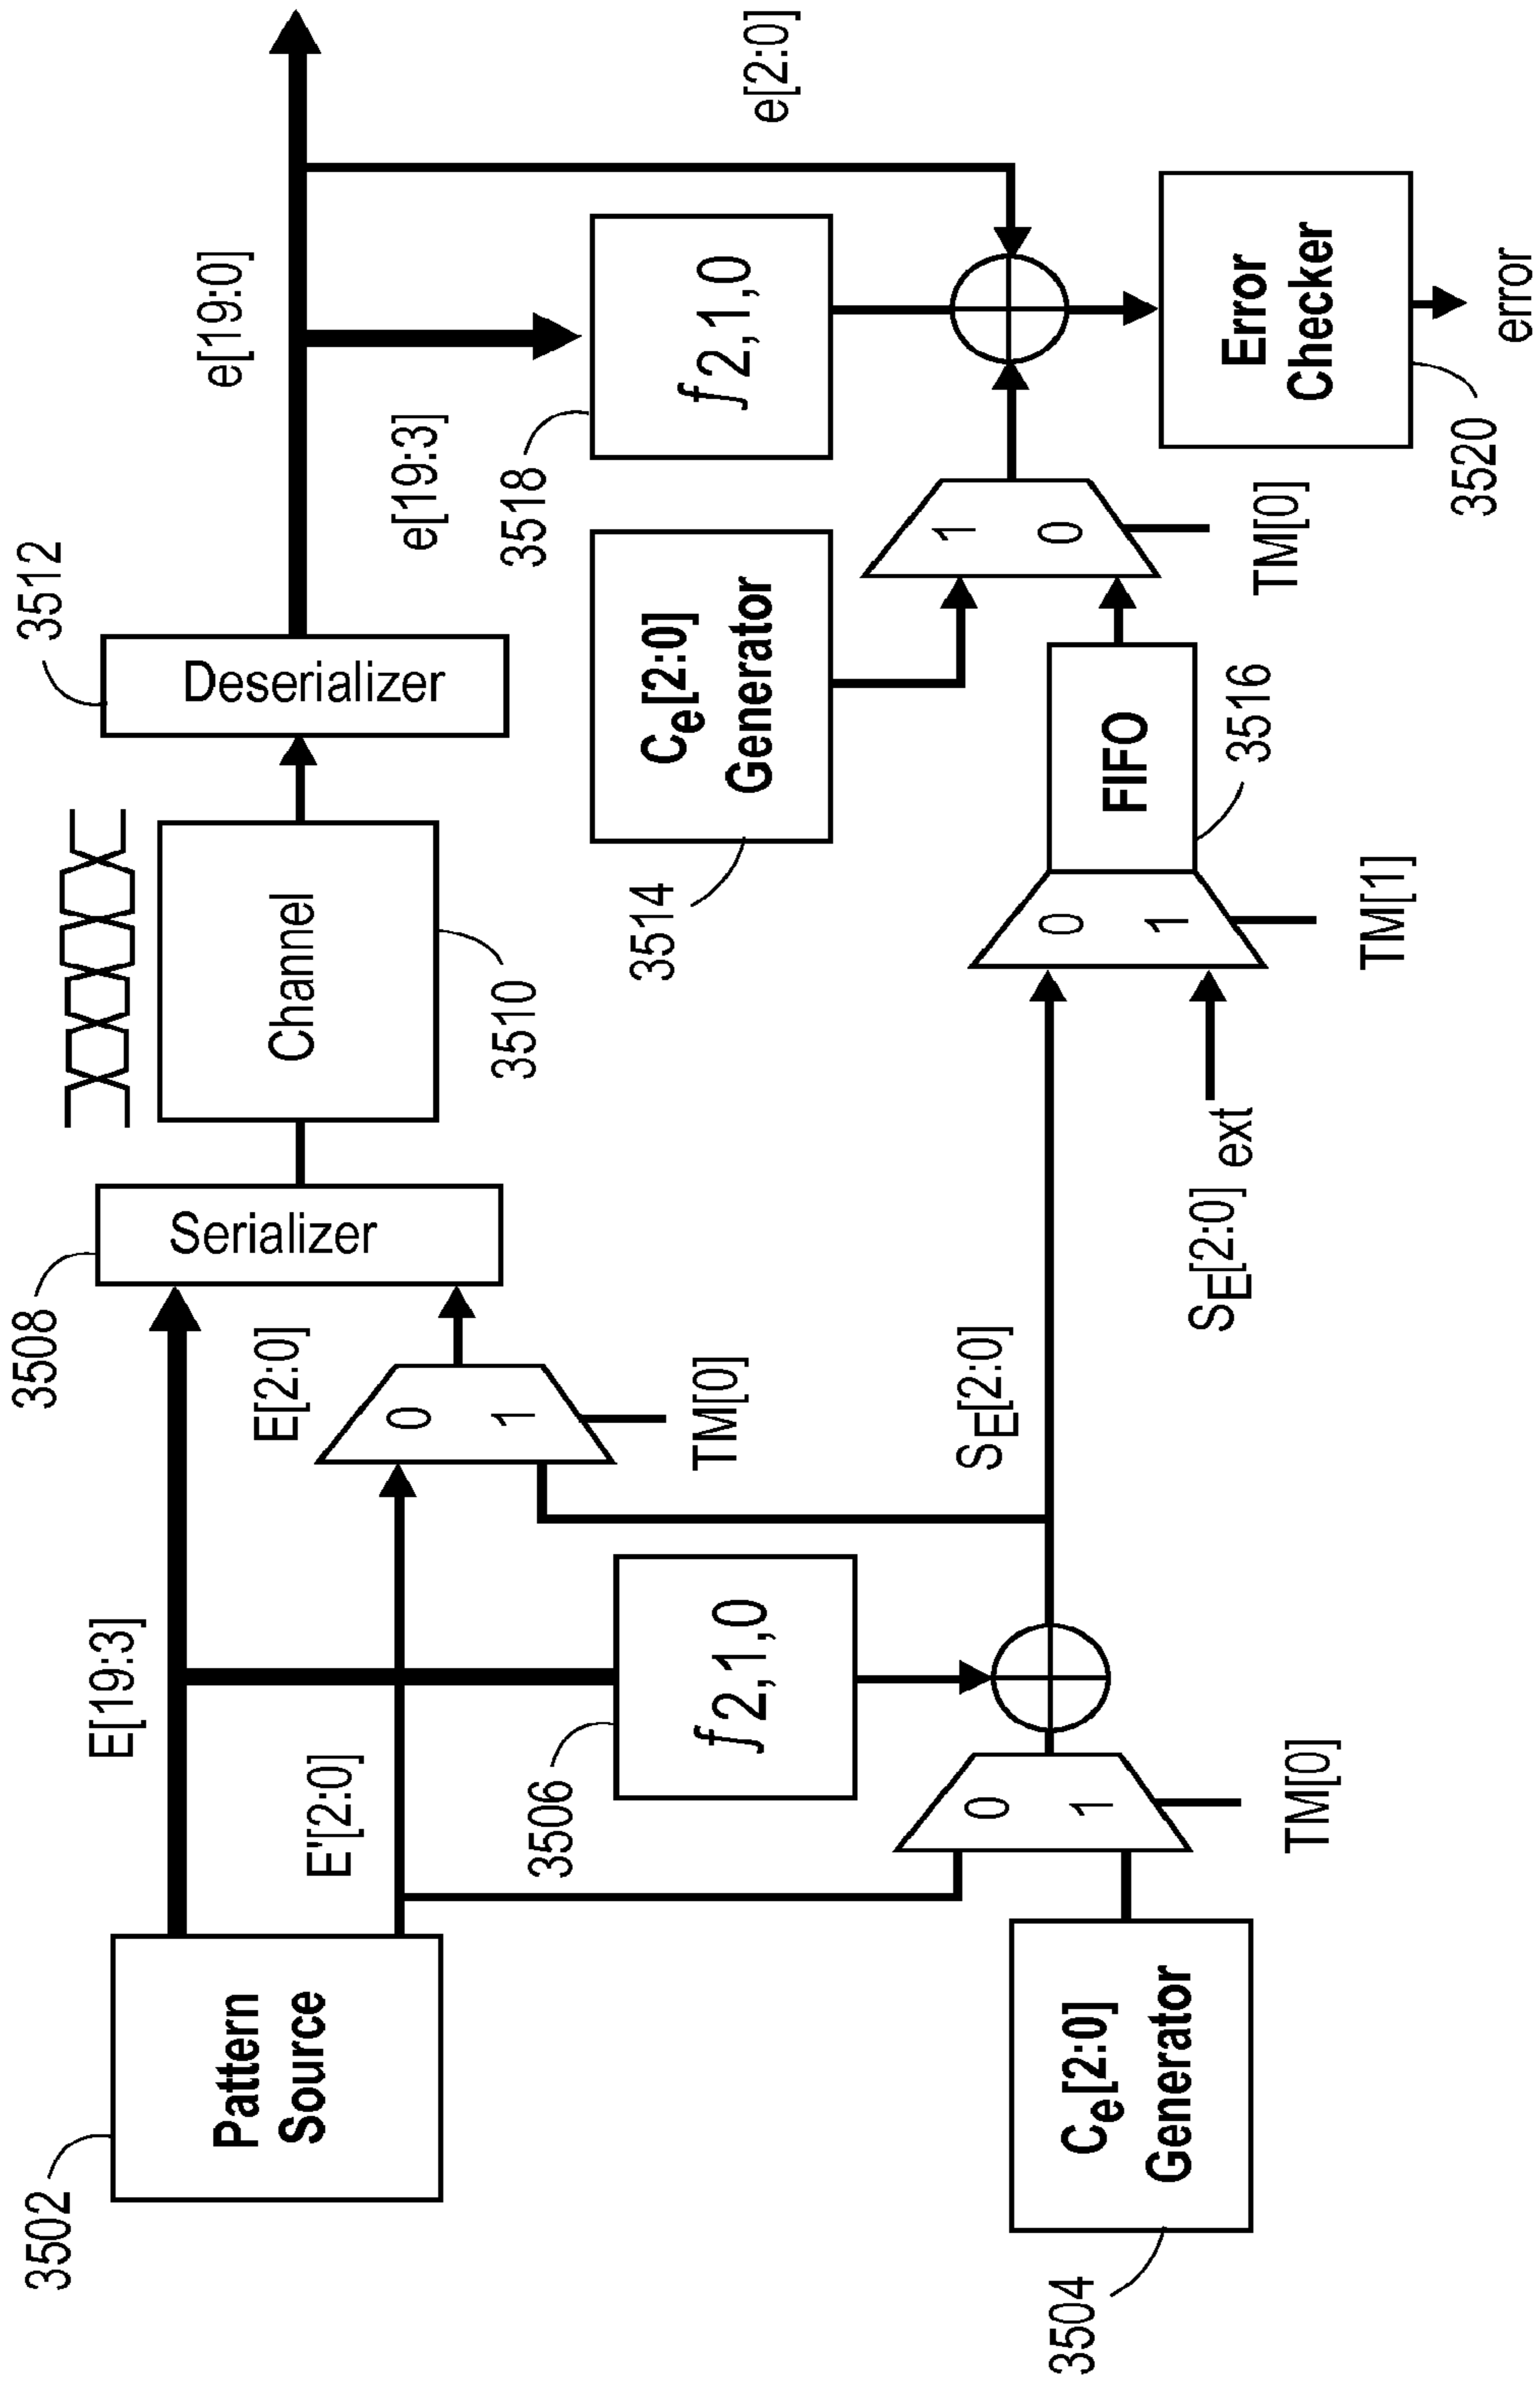 3502
Pattern
Source
E[19:3]
E'[2:0]
3504
Ce[2:0]
Generator
3506
f2,1,0
0
1
TM[0]
E[2:0]
0
1
TM[0]
3508
Serializer
SE[2:0]
SE[2:0] ext
Channel
3510
0
1
TM[1]
FIFO
3516
3512
Deserializer
3514
Ce[2:0]
Generator
1
0
TM[0]
e[19:0]
e[19:3]
3518
f2,1,0
e[2:0]
Error
Checker
3520
error